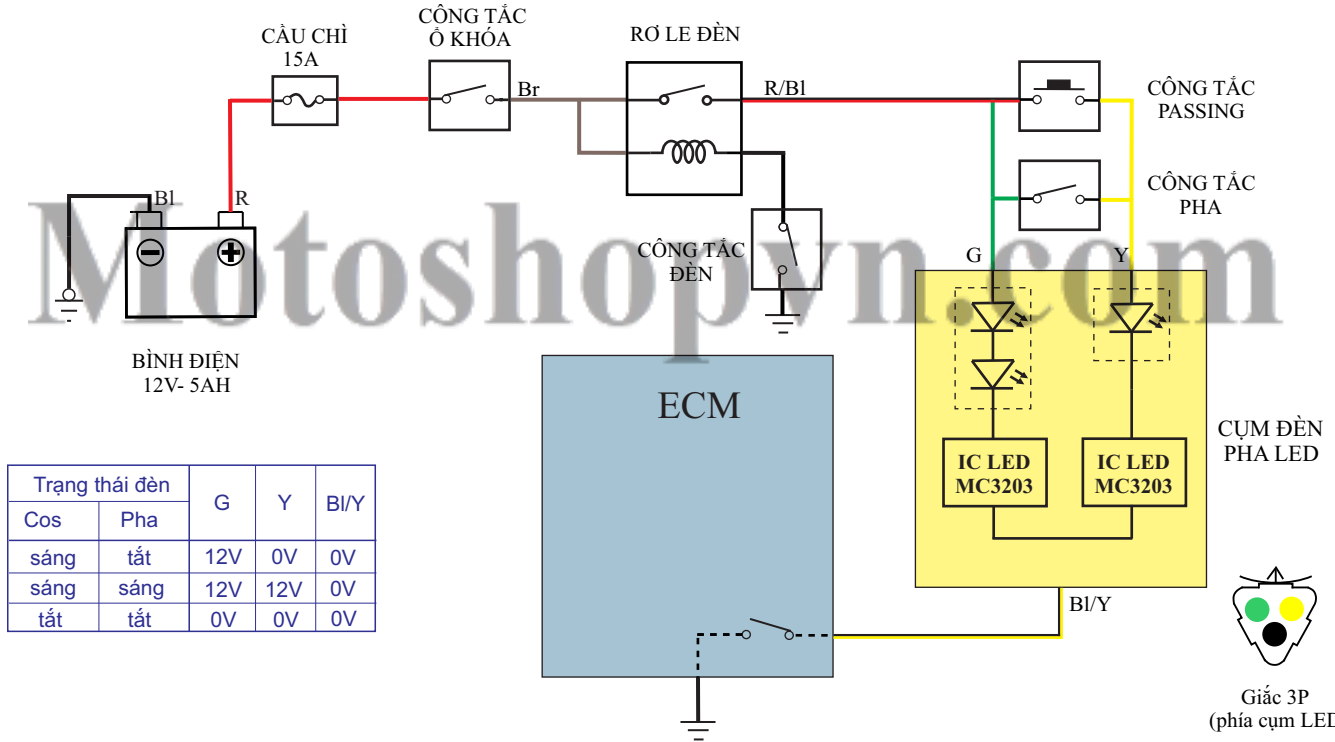 CÔNG TẮC
Ổ KHÓA
CẦU CHÌ
15A
RƠ LE ĐÈN
Br
R/Bl
CÔNG TẮC
PASSING
CÔNG TẮC
PHA
Bl
R
CÔNG TẮC
ĐÈN
G
Y
Motoshopvn.com
BÌNH ĐIỆN
12V- 5AH
ECM
CỤM ĐÈN
PHA LED
IC LED
MC3203
IC LED
MC3203
Trạng thái đèn G Y Bl/Y
Cos Pha
sáng tắt 12V 0V 0V
sáng sáng 12V 12V 0V
tắt tắt 0V 0V 0V
Bl/Y
Giắc 3P
(phía cụm LED